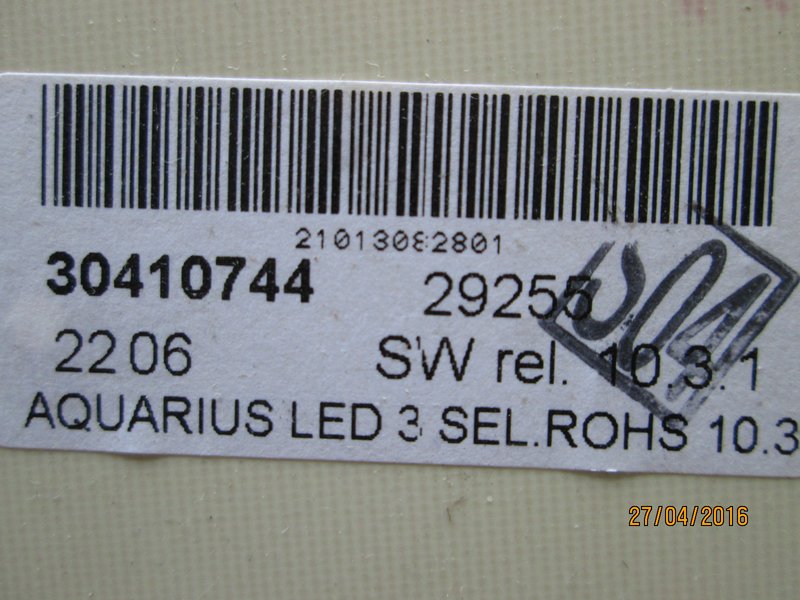 21013082801
30410744 29255
2206 SW rel. 10.3.1
AQUARIUS LED 3 SEL.ROHS 10.3
27/04/2016